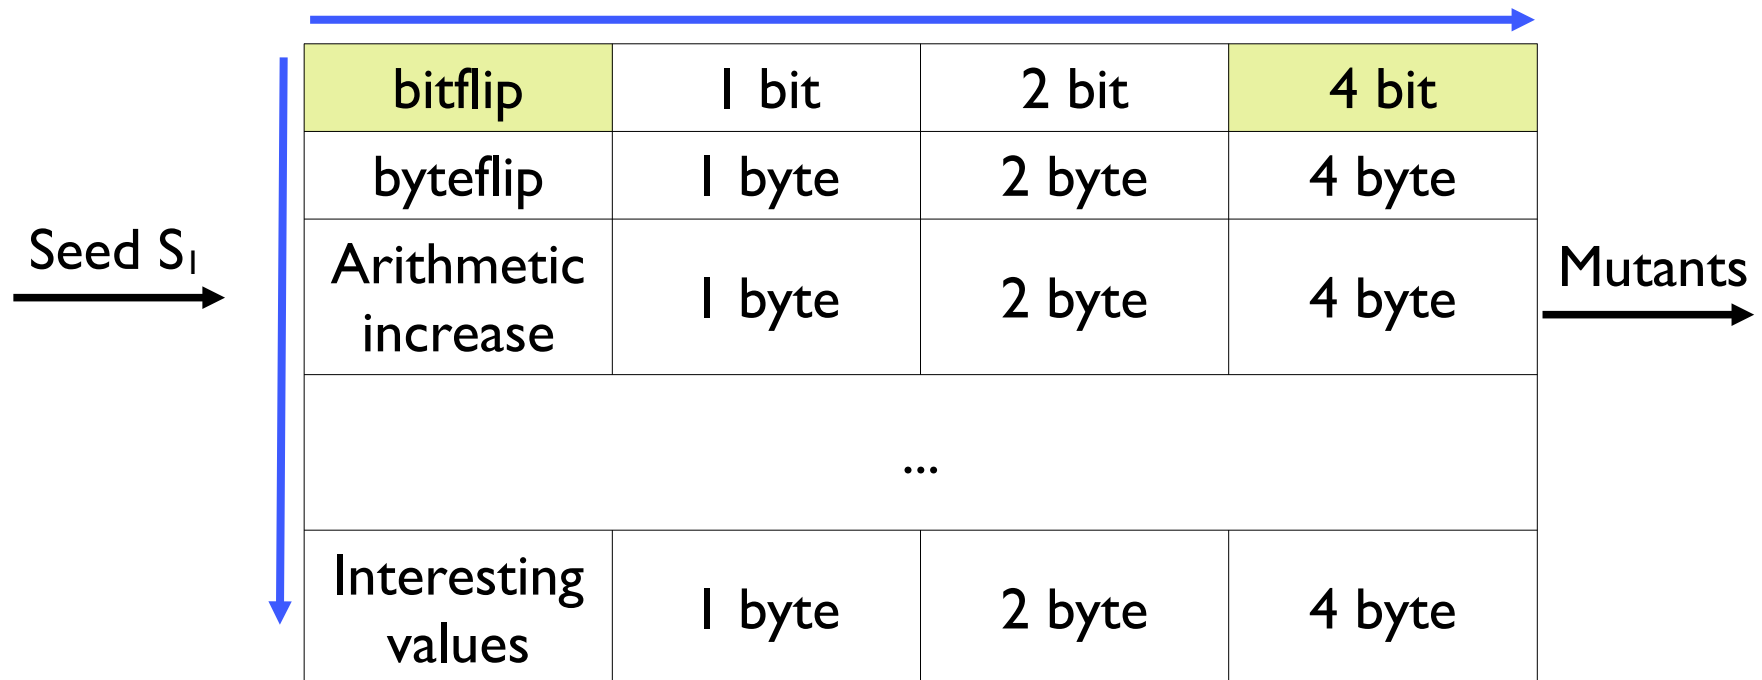 bitflip 1 bit 2 bit 4 bit
byteflip 1 byte 2 byte 4 byte
Seed S₁
Arithmetic
increase
1 byte 2 byte 4 byte
Mutants
...
Interesting
values
1 byte 2 byte 4 byte